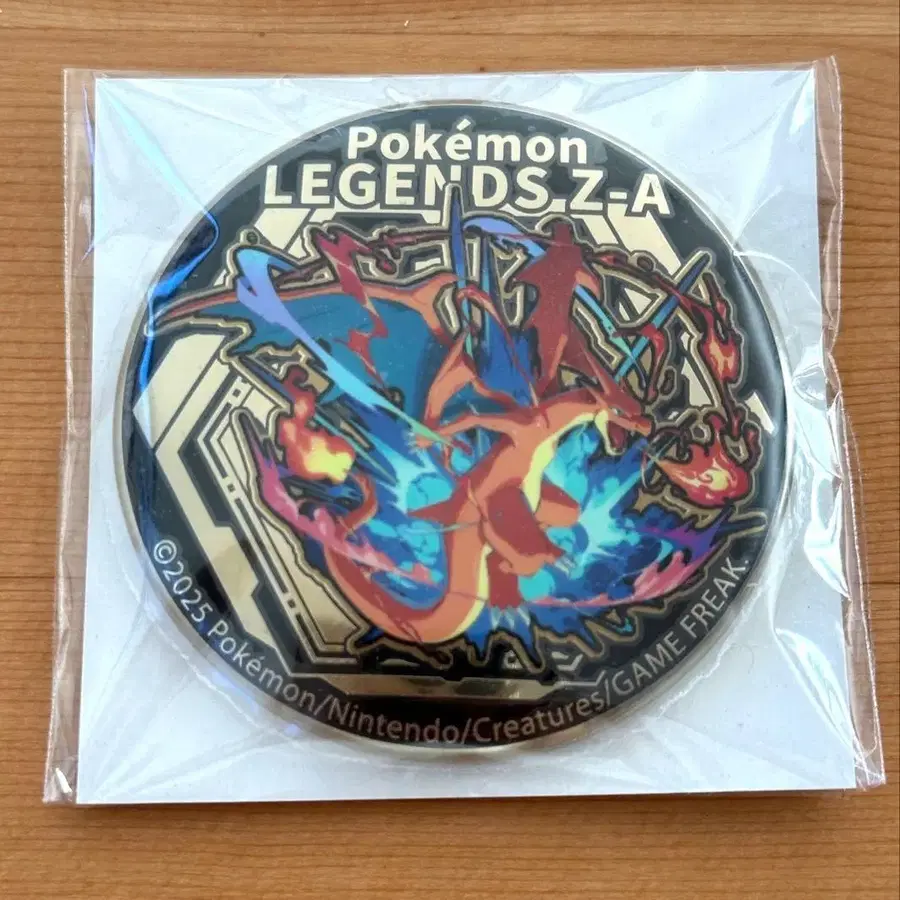 Pokémon
LEGENDS Z-A
©2025 Pokémon/Nintendo/Creatures/GAME FREAK.